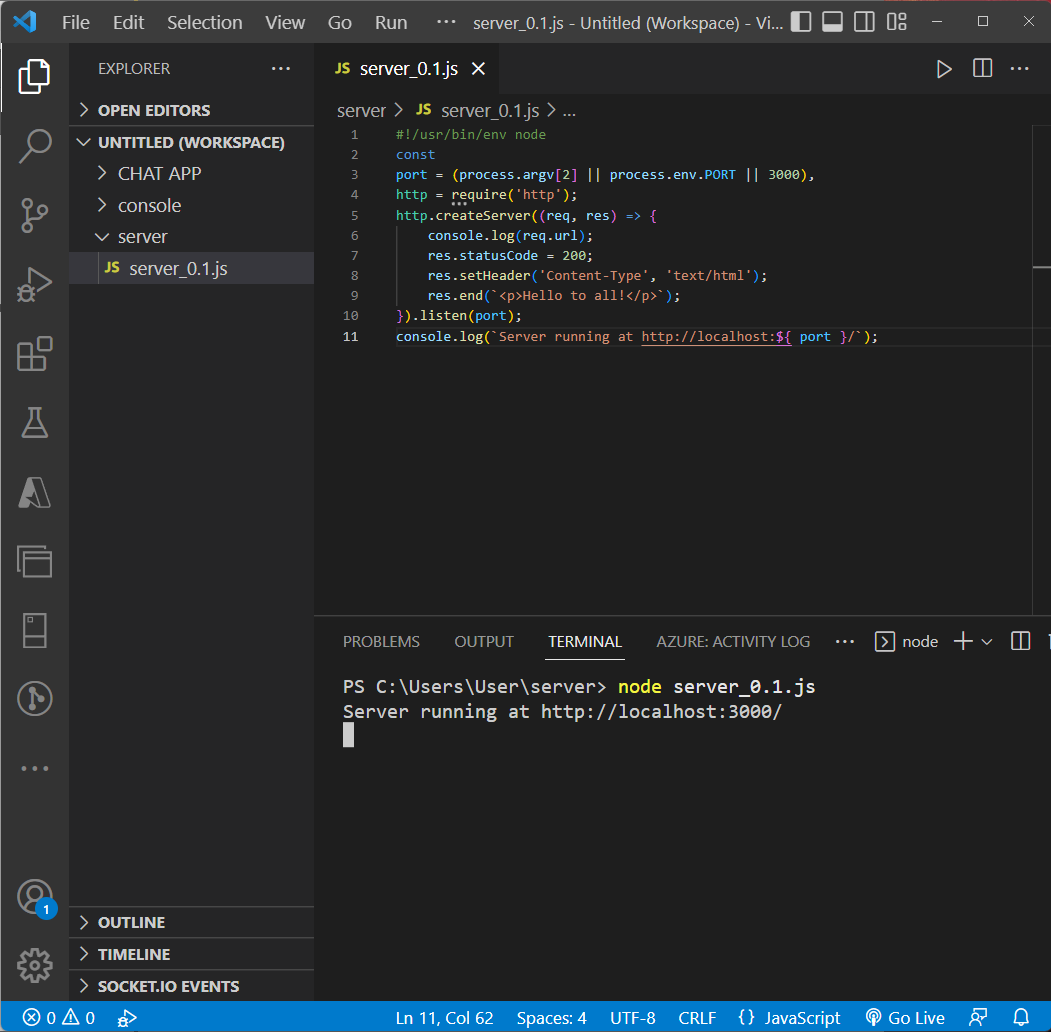 File Edit Selection View Go Run ··· server_0.1.js - Untitled (Workspace) - Vi...
EXPLORER ···
OPEN EDITORS
UNTITLED (WORKSPACE)
CHAT APP
console
server
JS server_0.1.js
OUTLINE
TIMELINE
SOCKET.IO EVENTS
1
JS server_0.1.js
server > JS server_0.1.js > ...
1 #!/usr/bin/env node
2 const
3 port = (process.argv[2] || process.env.PORT || 3000),
4 http = require('http');
5 http.createServer((req, res) => {
6 console.log(req.url);
7 res.statusCode = 200;
8 res.setHeader('Content-Type', 'text/html');
9 res.end(`<p>Hello to all!</p>`);
10 }).listen(port);
11 console.log(`Server running at http://localhost:${ port }/`);
PROBLEMS OUTPUT TERMINAL AZURE: ACTIVITY LOG ··· node
PS C:\Users\User\server> node server_0.1.js
Server running at http://localhost:3000/
0 0 Ln 11, Col 62 Spaces: 4 UTF-8 CRLF {} JavaScript Go Live